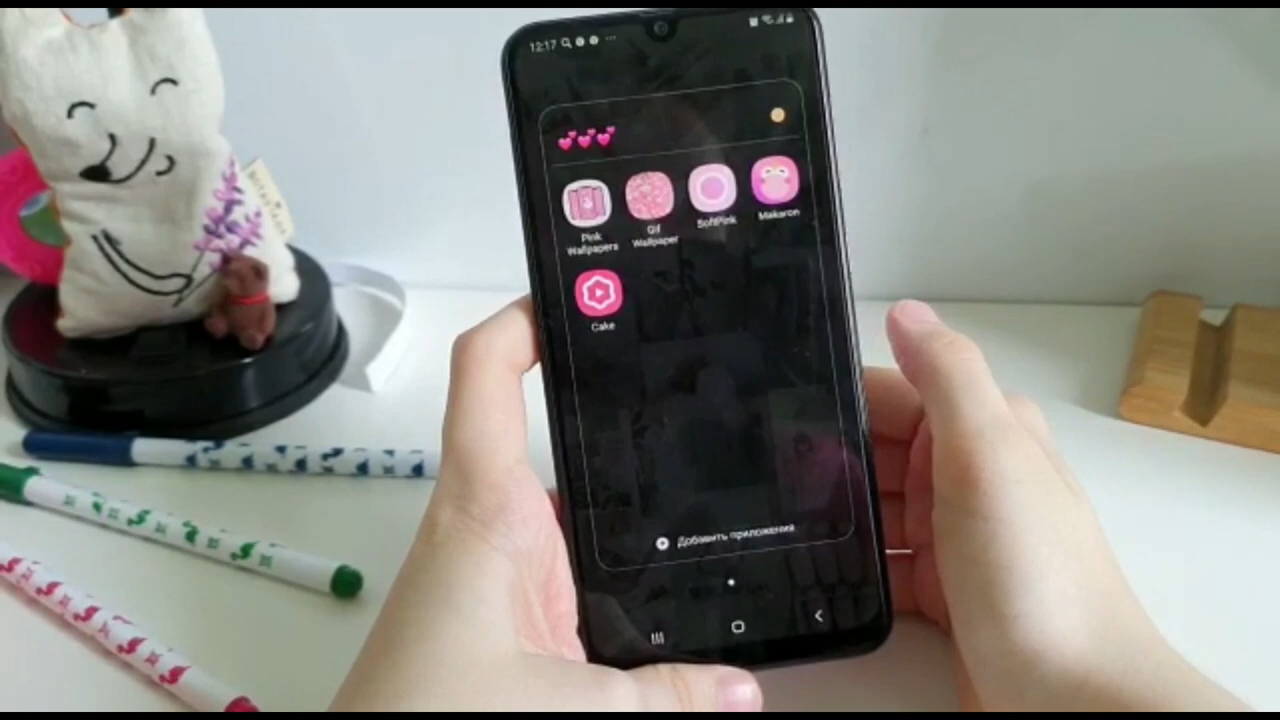 12:17
💕💕💕
Pink Wallpapers
Gif Wallpaper
SoftPink
Makaron
Cake
Добавить приложения